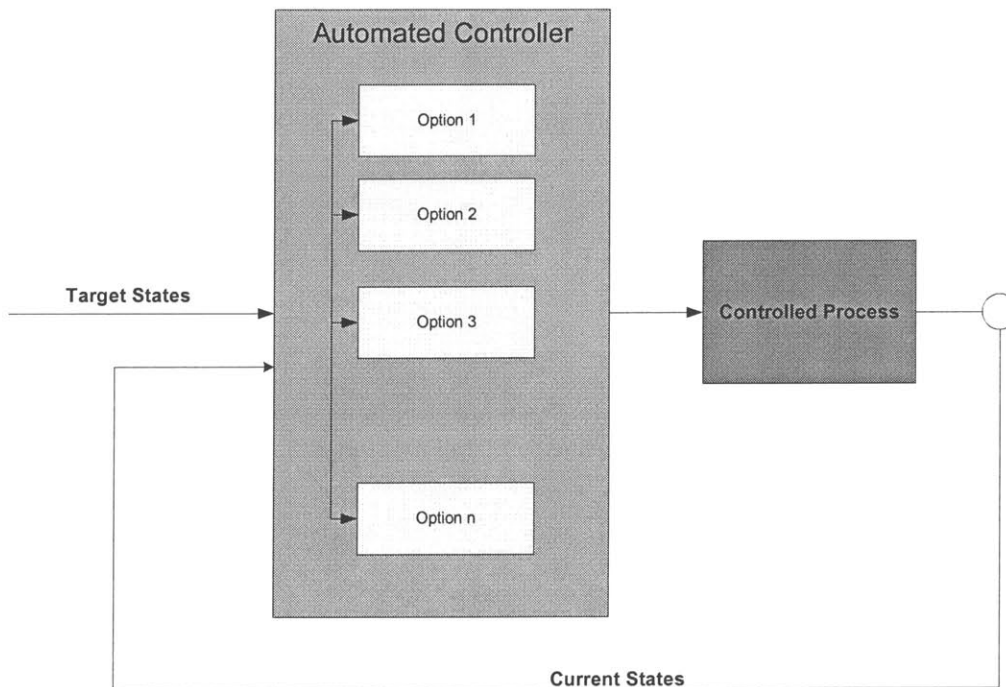 Automated Controller
Option 1
Option 2
Target States
Option 3
Controlled Process
Option n
Current States